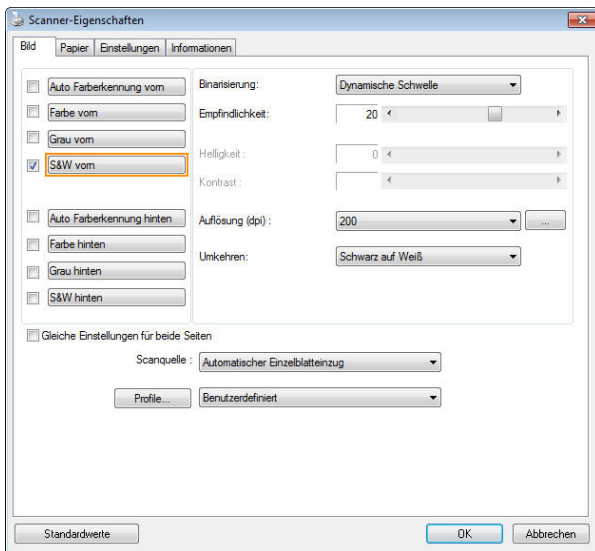 Scanner-Eigenschaften
Bild Papier Einstellungen Informationen
Auto Farberkennung vorn
Farbe vorn
Grau vorn
S&W vorn
Auto Farberkennung hinten
Farbe hinten
Grau hinten
S&W hinten
Binarisierung: Dynamische Schwelle
Empfindlichkeit: 20
Helligkeit : 0
Kontrast :
Auflösung (dpi) : 200 ...
Umkehren: Schwarz auf Weiß
Gleiche Einstellungen für beide Seiten
Scanquelle : Automatischer Einzelblatteinzug
Profile... Benutzerdefiniert
Standardwerte OK Abbrechen